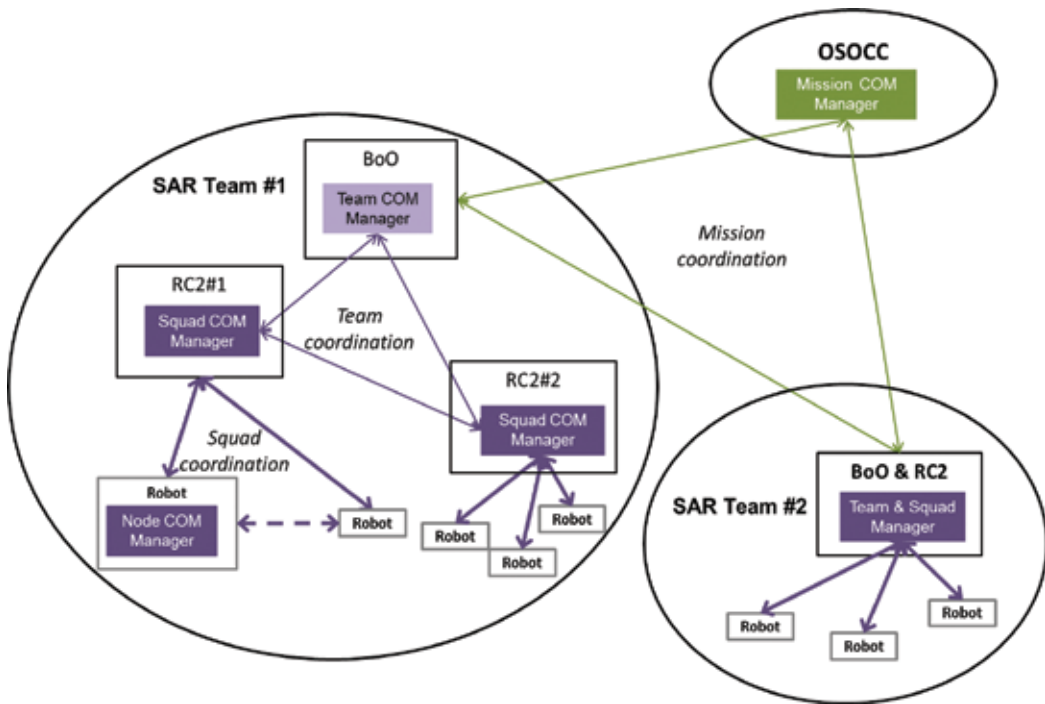 OSOCC
Mission COM
Manager
BoO
SAR Team #1
Team COM
Manager
Mission
coordination
RC2#1
Squad COM
Manager
Team
coordination
RC2#2
Squad COM
Manager
Squad
coordination
Robot
Node COM
Manager
Robot
Robot
Robot
Robot
BoO & RC2
SAR Team #2
Team & Squad
Manager
Robot
Robot
Robot